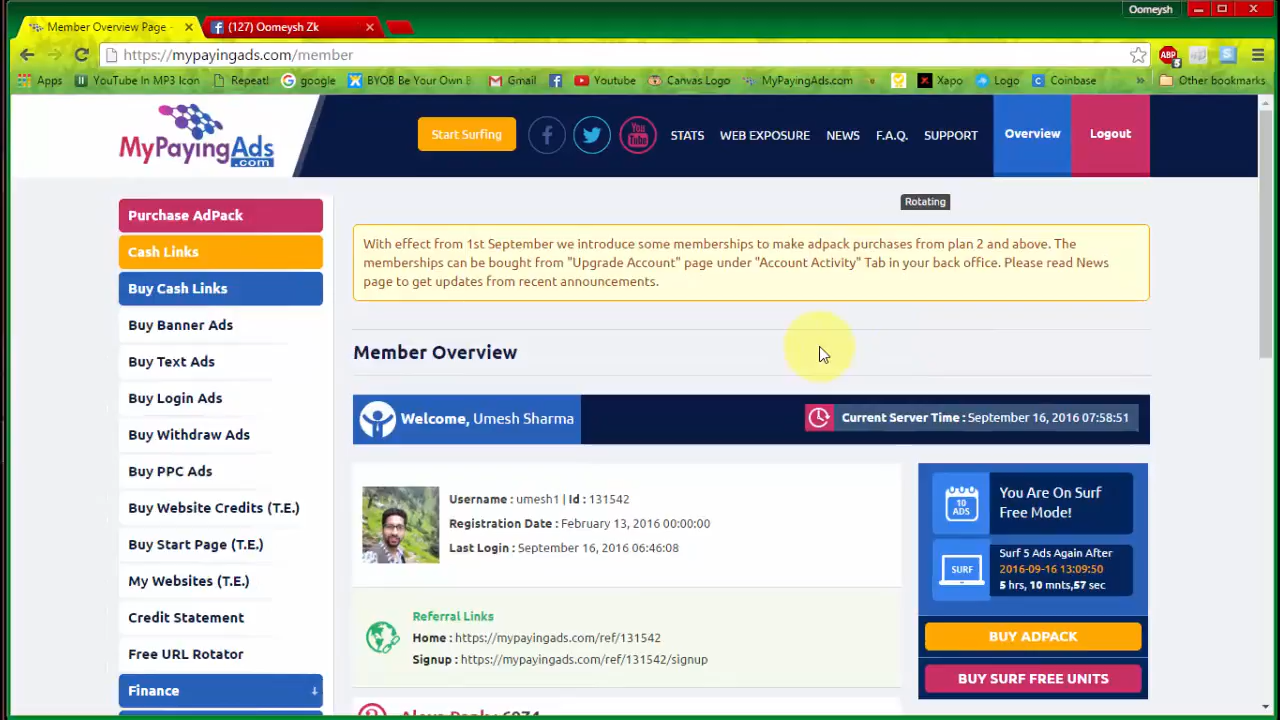 Oomeysh
Member Overview Page -
(127) Oomeysh Zk
https://mypayingads.com/member
Apps
YouTube In MP3 Icon
Repeat!
google
BYOB Be Your Own B
Gmail
Youtube
Canvas Logo
MyPayingAds.com
Xapo
Logo
Coinbase
»
Other bookmarks
MyPayingAds
.com
Start Surfing
You
Tube
STATS
WEB EXPOSURE
NEWS
F.A.Q.
SUPPORT
Overview
Logout
Rotating
Purchase AdPack
Cash Links
Buy Cash Links
Buy Banner Ads
Buy Text Ads
Buy Login Ads
Buy Withdraw Ads
Buy PPC Ads
Buy Website Credits (T.E.)
Buy Start Page (T.E.)
My Websites (T.E.)
Credit Statement
Free URL Rotator
Finance
With effect from 1st September we introduce some memberships to make adpack purchases from plan 2 and above. The
memberships can be bought from "Upgrade Account" page under "Account Activity" Tab in your back office. Please read News
page to get updates from recent announcements.
Member Overview
Welcome, Umesh Sharma
Current Server Time : September 16, 2016 07:58:51
Username : umesh1 | Id : 131542
Registration Date : February 13, 2016 00:00:00
Last Login : September 16, 2016 06:46:08
Referral Links
Home : https://mypayingads.com/ref/131542
Signup : https://mypayingads.com/ref/131542/signup
10
ADS
You Are On Surf
Free Mode!
SURF
Surf 5 Ads Again After
2016-09-16 13:09:50
5 hrs, 10 mnts,57 sec
BUY ADPACK
BUY SURF FREE UNITS